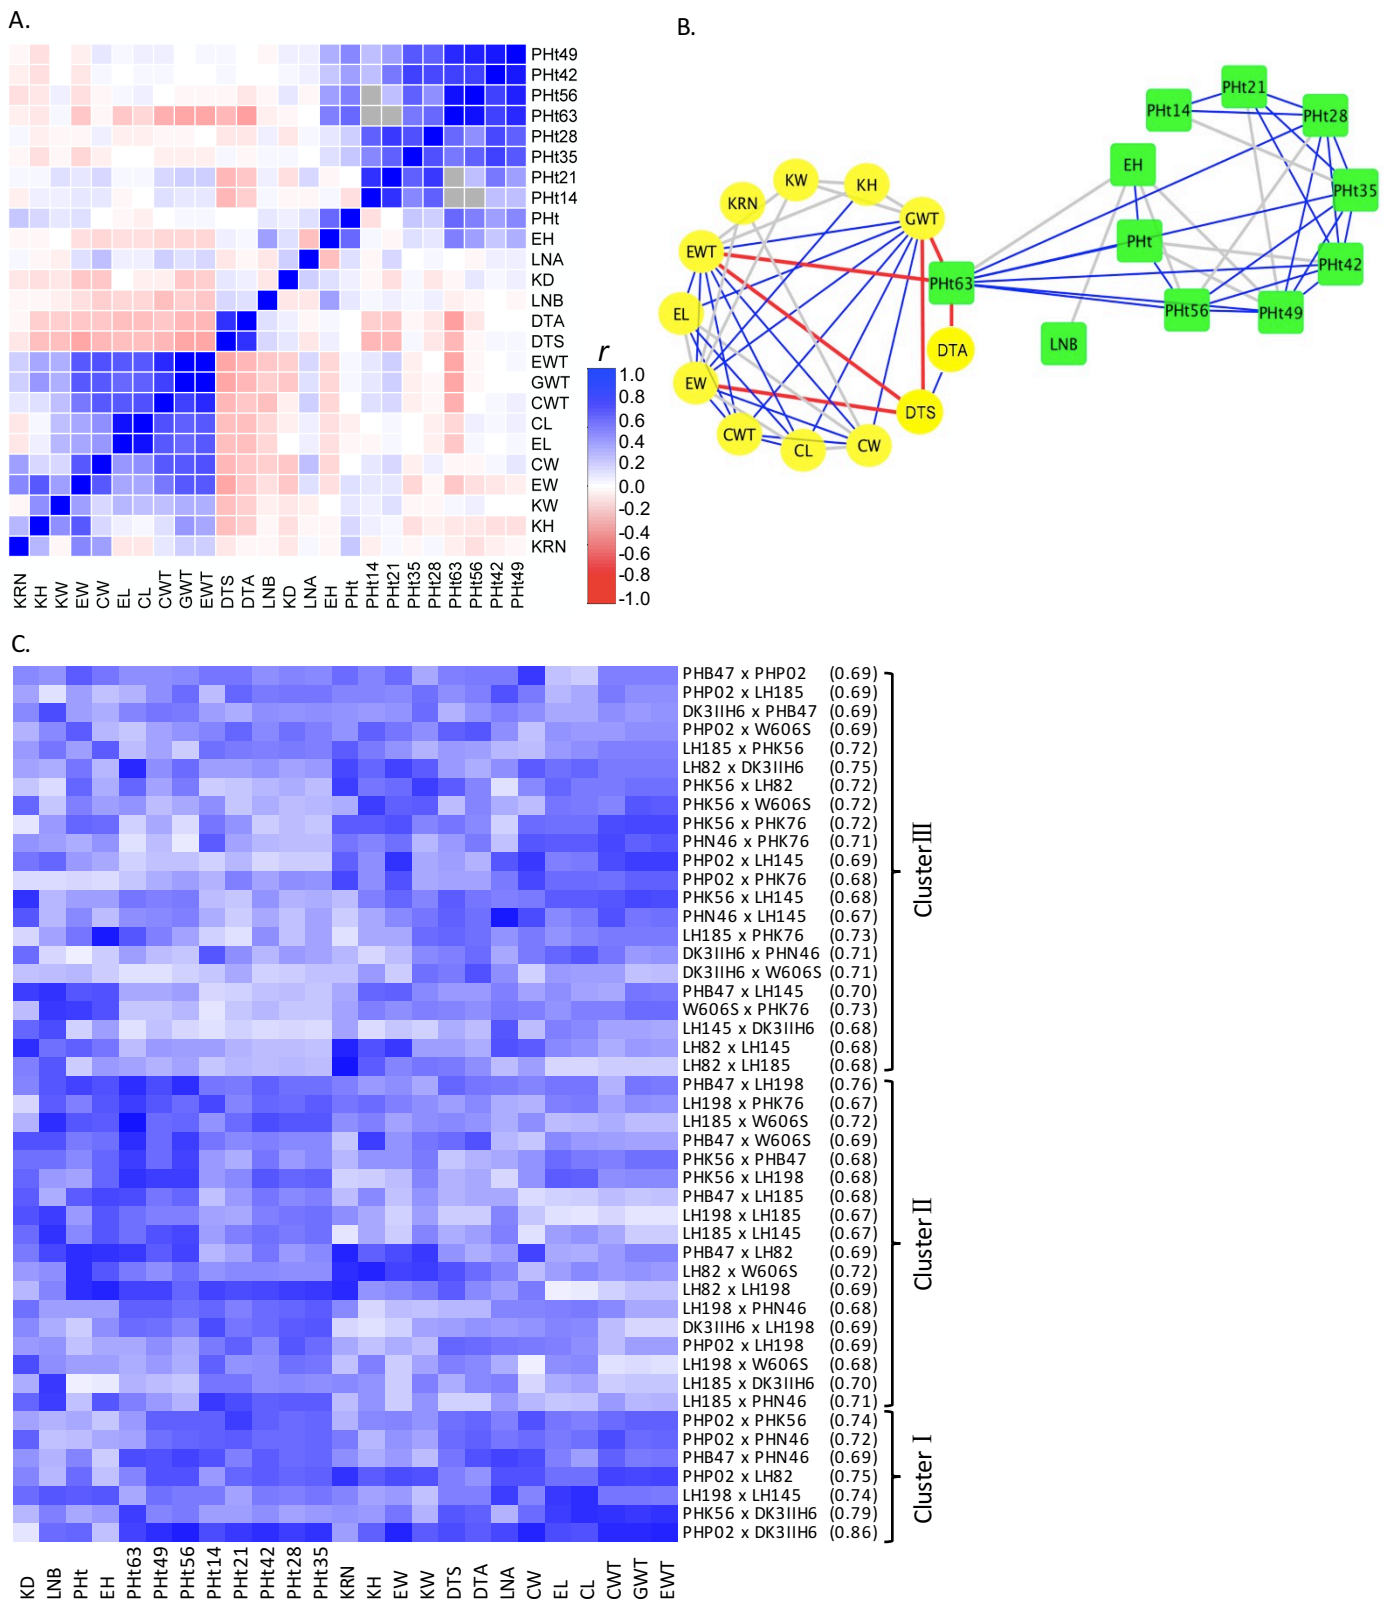 A.
PHt49
PHt42
PHt56
PHt63
PHt28
PHt35
PHt21
PHt14
PHt
EH
LNA
KD
LNB
DTA
DTS
EWT
GWT
CWT
CL
EL
CW
EW
KW
KH
KRN
KRN KH KW EW CW EL CL CWT GWT EWT DTS DTA LNB KD LNA EH PHt PHt14 PHt21 PHt35 PHt28 PHt63 PHt56 PHt42 PHt49
r
1.0
0.8
0.6
0.4
0.2
0.0
-0.2
-0.4
-0.6
-0.8
-1.0
B.
PHt21
PHt14
PHt28
EH
KW
KH
PHt35
KRN
GWT
PHt
EWT
PHt42
PHt63
PHt56
PHt49
EL
LNB
DTA
EW
DTS
CWT
CW
CL
C.
PHB47 x PHP02 (0.69)
PHP02 x LH185 (0.69)
DK3IIH6 x PHB47 (0.69)
PHP02 x W606S (0.69)
LH185 x PHK56 (0.72)
LH82 x DK3IIH6 (0.75)
PHK56 x LH82 (0.72)
PHK56 x W606S (0.72)
PHK56 x PHK76 (0.72)
PHN46 x PHK76 (0.71)
PHP02 x LH145 (0.69)
PHP02 x PHK76 (0.68)
PHK56 x LH145 (0.68)
PHN46 x LH145 (0.67)
LH185 x PHK76 (0.73)
DK3IIH6 x PHN46 (0.71)
DK3IIH6 x W606S (0.71)
PHB47 x LH145 (0.70)
W606S x PHK76 (0.73)
LH145 x DK3IIH6 (0.68)
LH82 x LH145 (0.68)
LH82 x LH185 (0.68)
Cluster III
PHB47 x LH198 (0.76)
LH198 x PHK76 (0.67)
LH185 x W606S (0.72)
PHB47 x W606S (0.69)
PHK56 x PHB47 (0.68)
PHK56 x LH198 (0.68)
PHB47 x LH185 (0.68)
LH198 x LH185 (0.67)
LH185 x LH145 (0.67)
PHB47 x LH82 (0.69)
LH82 x W606S (0.72)
LH82 x LH198 (0.69)
LH198 x PHN46 (0.68)
DK3IIH6 x LH198 (0.69)
PHP02 x LH198 (0.69)
LH198 x W606S (0.68)
LH185 x DK3IIH6 (0.70)
LH185 x PHN46 (0.71)
Cluster II
PHP02 x PHK56 (0.74)
PHP02 x PHN46 (0.72)
PHB47 x PHN46 (0.69)
PHP02 x LH82 (0.75)
LH198 x LH145 (0.74)
PHK56 x DK3IIH6 (0.79)
PHP02 x DK3IIH6 (0.86)
Cluster I
KD LNB PHt EH PHt63 PHt49 PHt56 PHt14 PHt21 PHt42 PHt28 PHt35 KRN KH EW KW DTS DTA LNA CW EL CL CWT GWT EWT